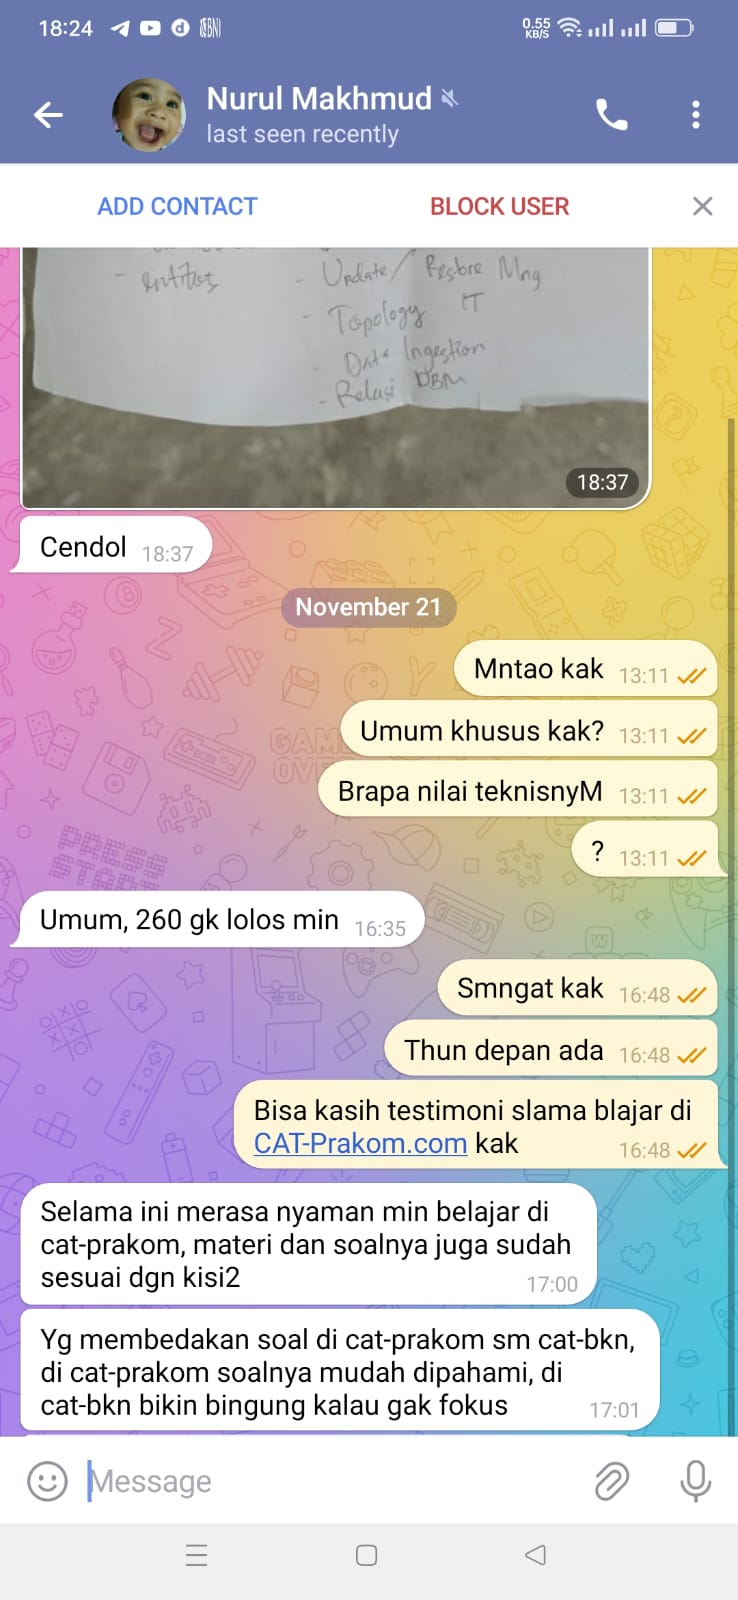 18:24
0.55 KB/S
Nurul Makhmud
last seen recently
ADD CONTACT
BLOCK USER
- entitas
- Update/ Restore Mng
- Topology IT
- Data Ingestion
- Relasi DBM
18:37
Cendol 18:37
November 21
Mntao kak 13:11
Umum khusus kak? 13:11
Brapa nilai teknisnyM 13:11
? 13:11
Umum, 260 gk lolos min 16:35
Smngat kak 16:48
Thun depan ada 16:48
Bisa kasih testimoni slama blajar di
CAT-Prakom.com kak 16:48
Selama ini merasa nyaman min belajar di
cat-prakom, materi dan soalnya juga sudah
sesuai dgn kisi2 17:00
Yg membedakan soal di cat-prakom sm cat-bkn,
di cat-prakom soalnya mudah dipahami, di
cat-bkn bikin bingung kalau gak fokus 17:01
Message
GAME
OVER
PRESS
START